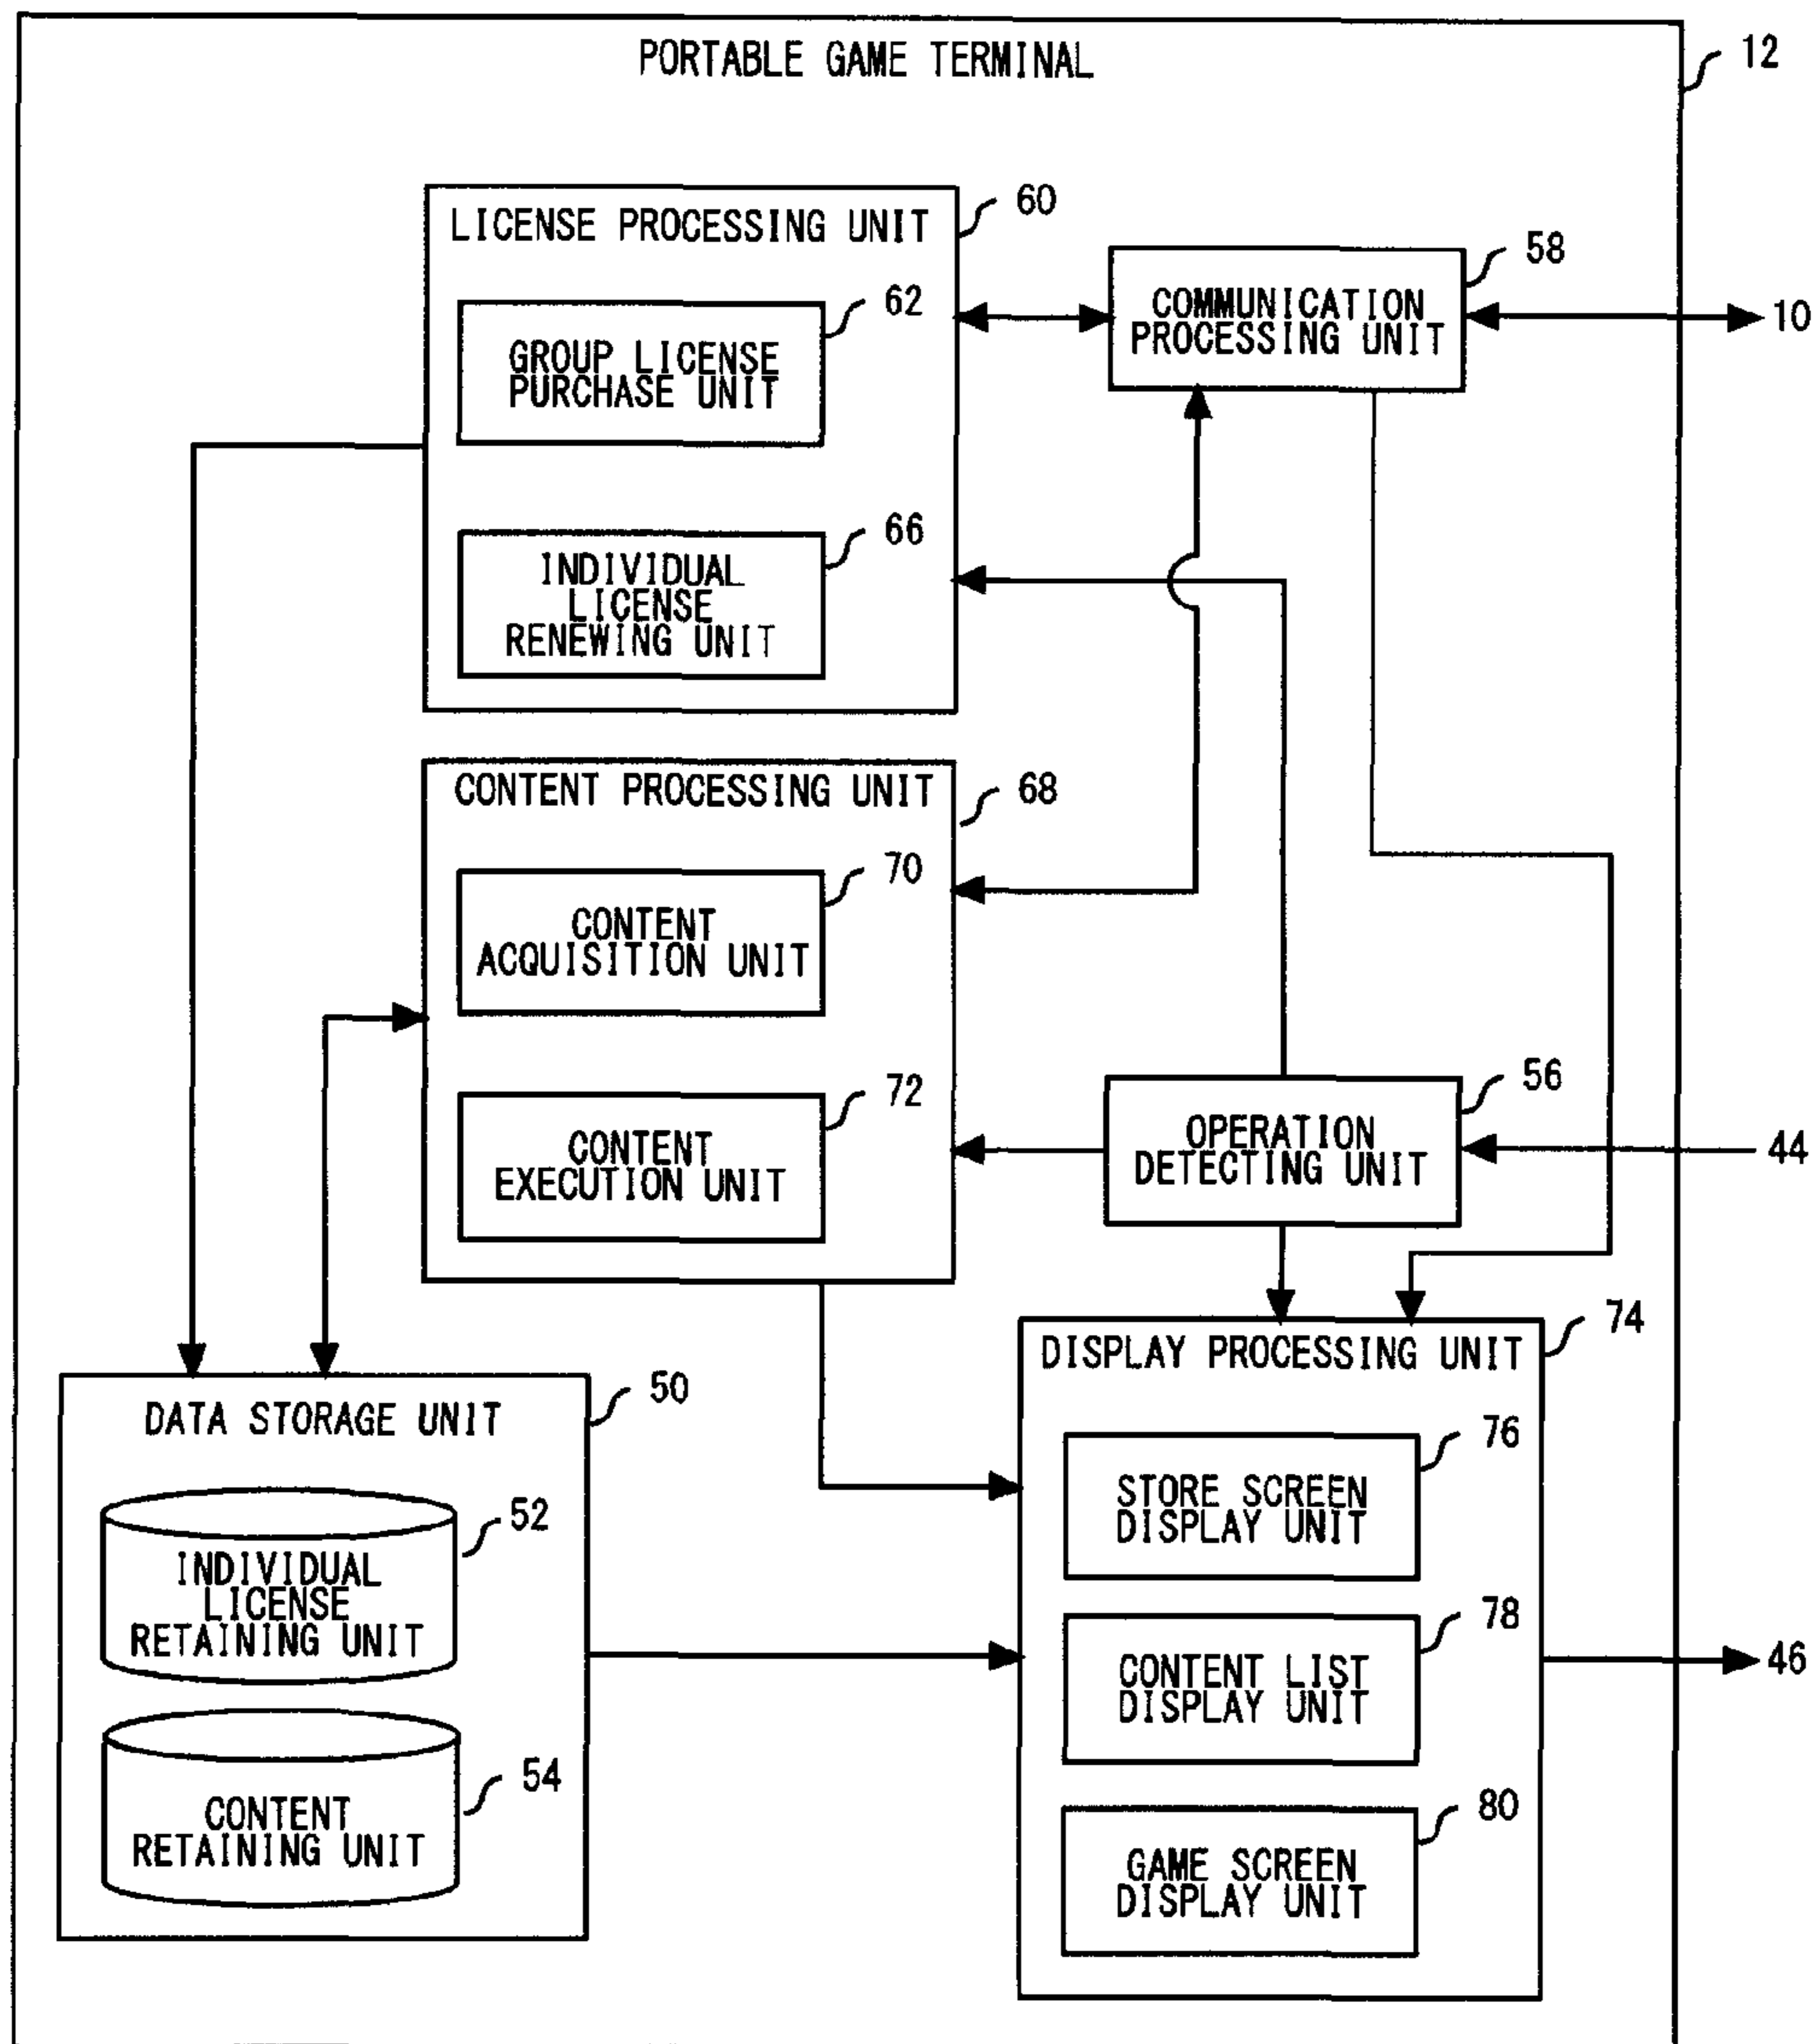 PORTABLE GAME TERMINAL
12
LICENSE PROCESSING UNIT
60
GROUP LICENSE
PURCHASE UNIT
62
INDIVIDUAL
LICENSE
RENEWING UNIT
66
COMMUNICATION
PROCESSING UNIT
58
10
CONTENT PROCESSING UNIT
68
CONTENT
ACQUISITION UNIT
70
CONTENT
EXECUTION UNIT
72
OPERATION
DETECTING UNIT
56
44
DATA STORAGE UNIT
50
INDIVIDUAL
LICENSE
RETAINING UNIT
52
CONTENT
RETAINING UNIT
54
DISPLAY PROCESSING UNIT
74
STORE SCREEN
DISPLAY UNIT
76
CONTENT LIST
DISPLAY UNIT
78
46
GAME SCREEN
DISPLAY UNIT
80